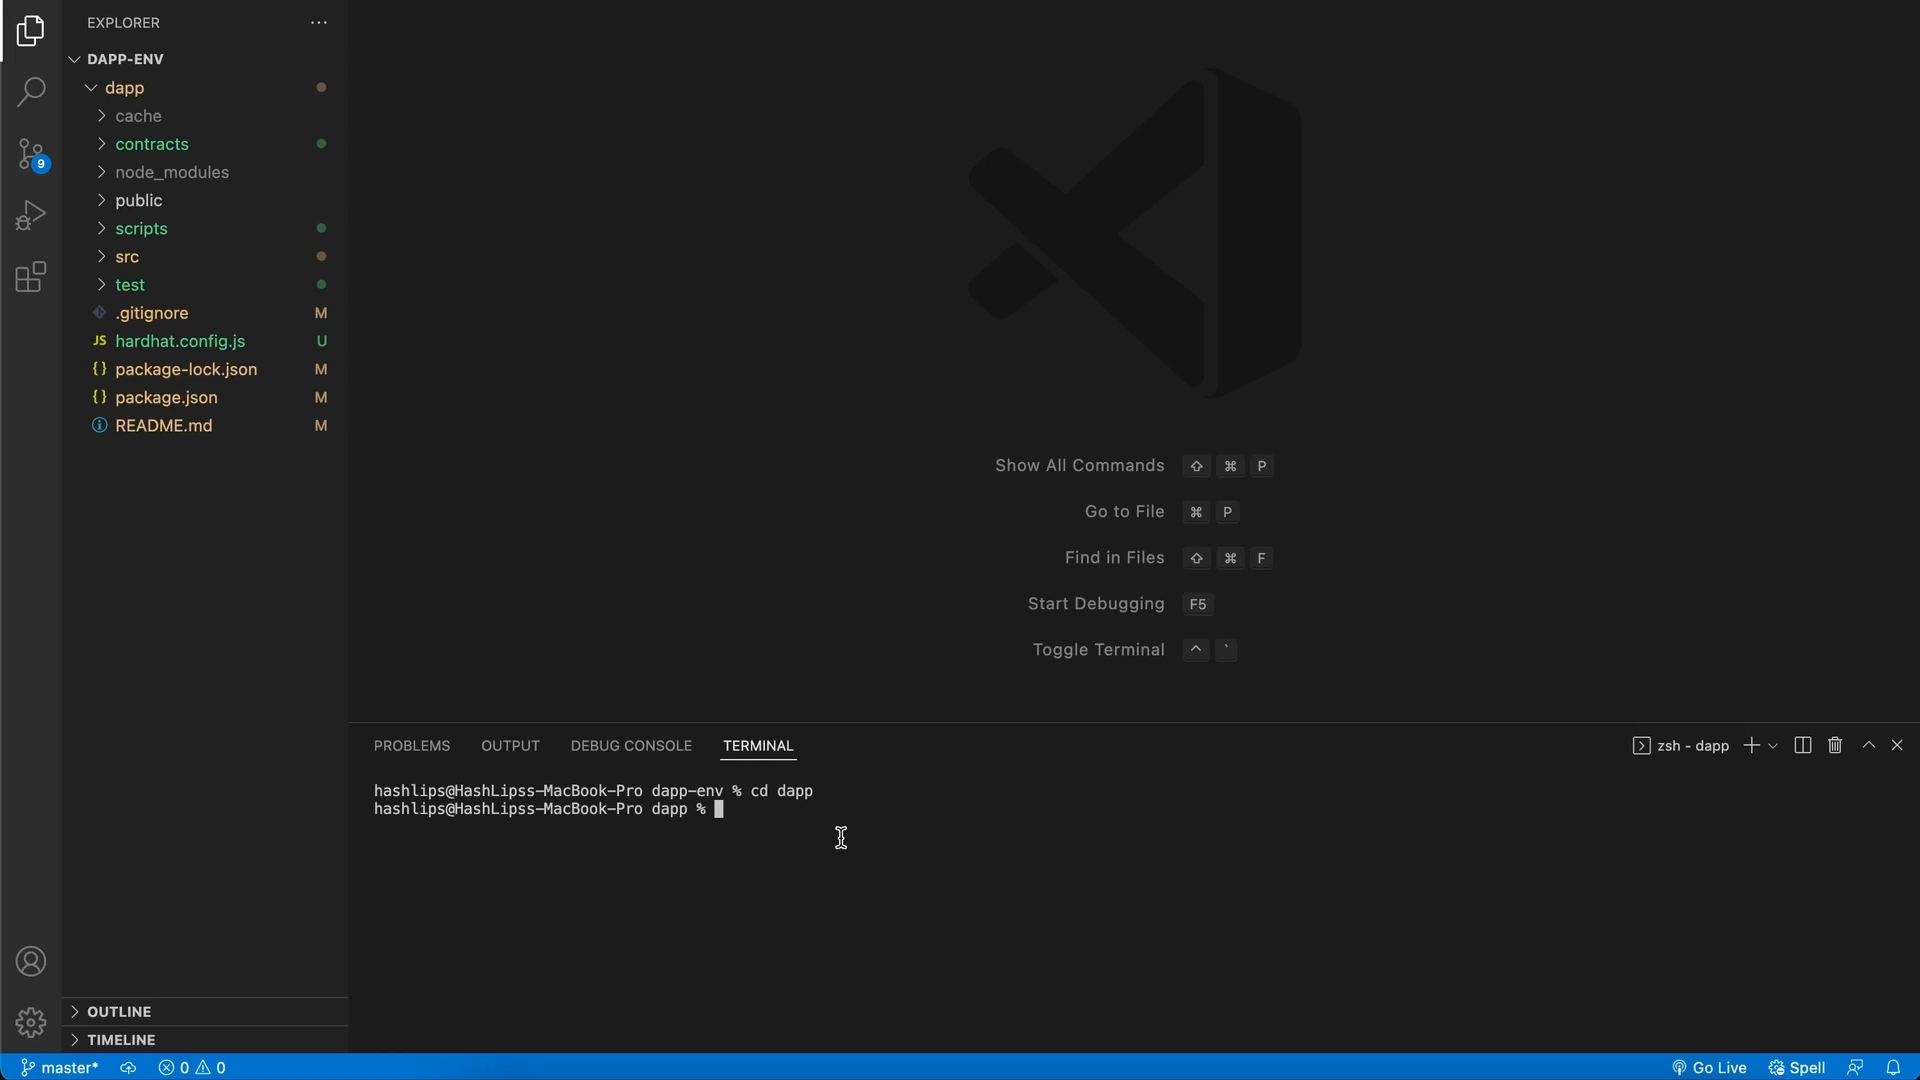 EXPLORER
DAPP-ENV
dapp
cache
contracts
9
node_modules
public
scripts
src
test
.gitignore M
JS hardhat.config.js U
{} package-lock.json M
{} package.json M
README.md M
OUTLINE
TIMELINE
Show All Commands ⇧ ⌘ P
Go to File ⌘ P
Find in Files ⇧ ⌘ F
Start Debugging F5
Toggle Terminal ^ `
PROBLEMS OUTPUT DEBUG CONSOLE TERMINAL
zsh - dapp
hashlips@HashLipss-MacBook-Pro dapp-env % cd dapp
hashlips@HashLipss-MacBook-Pro dapp %
master* 0 0 Go Live Spell